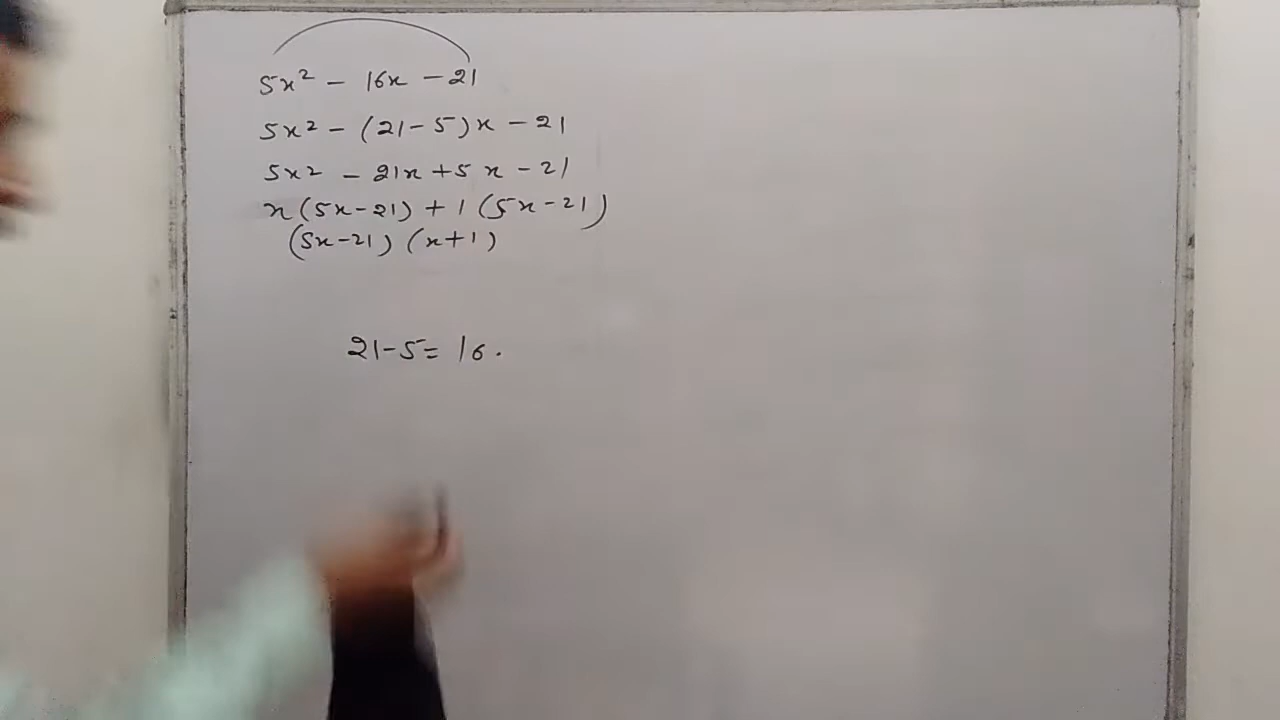 5x² - 16x - 21
5x² - (21-5)x - 21
5x² - 21x + 5x - 21
x(5x-21) + 1(5x-21)
(5x-21) (x+1)
21-5= 16.